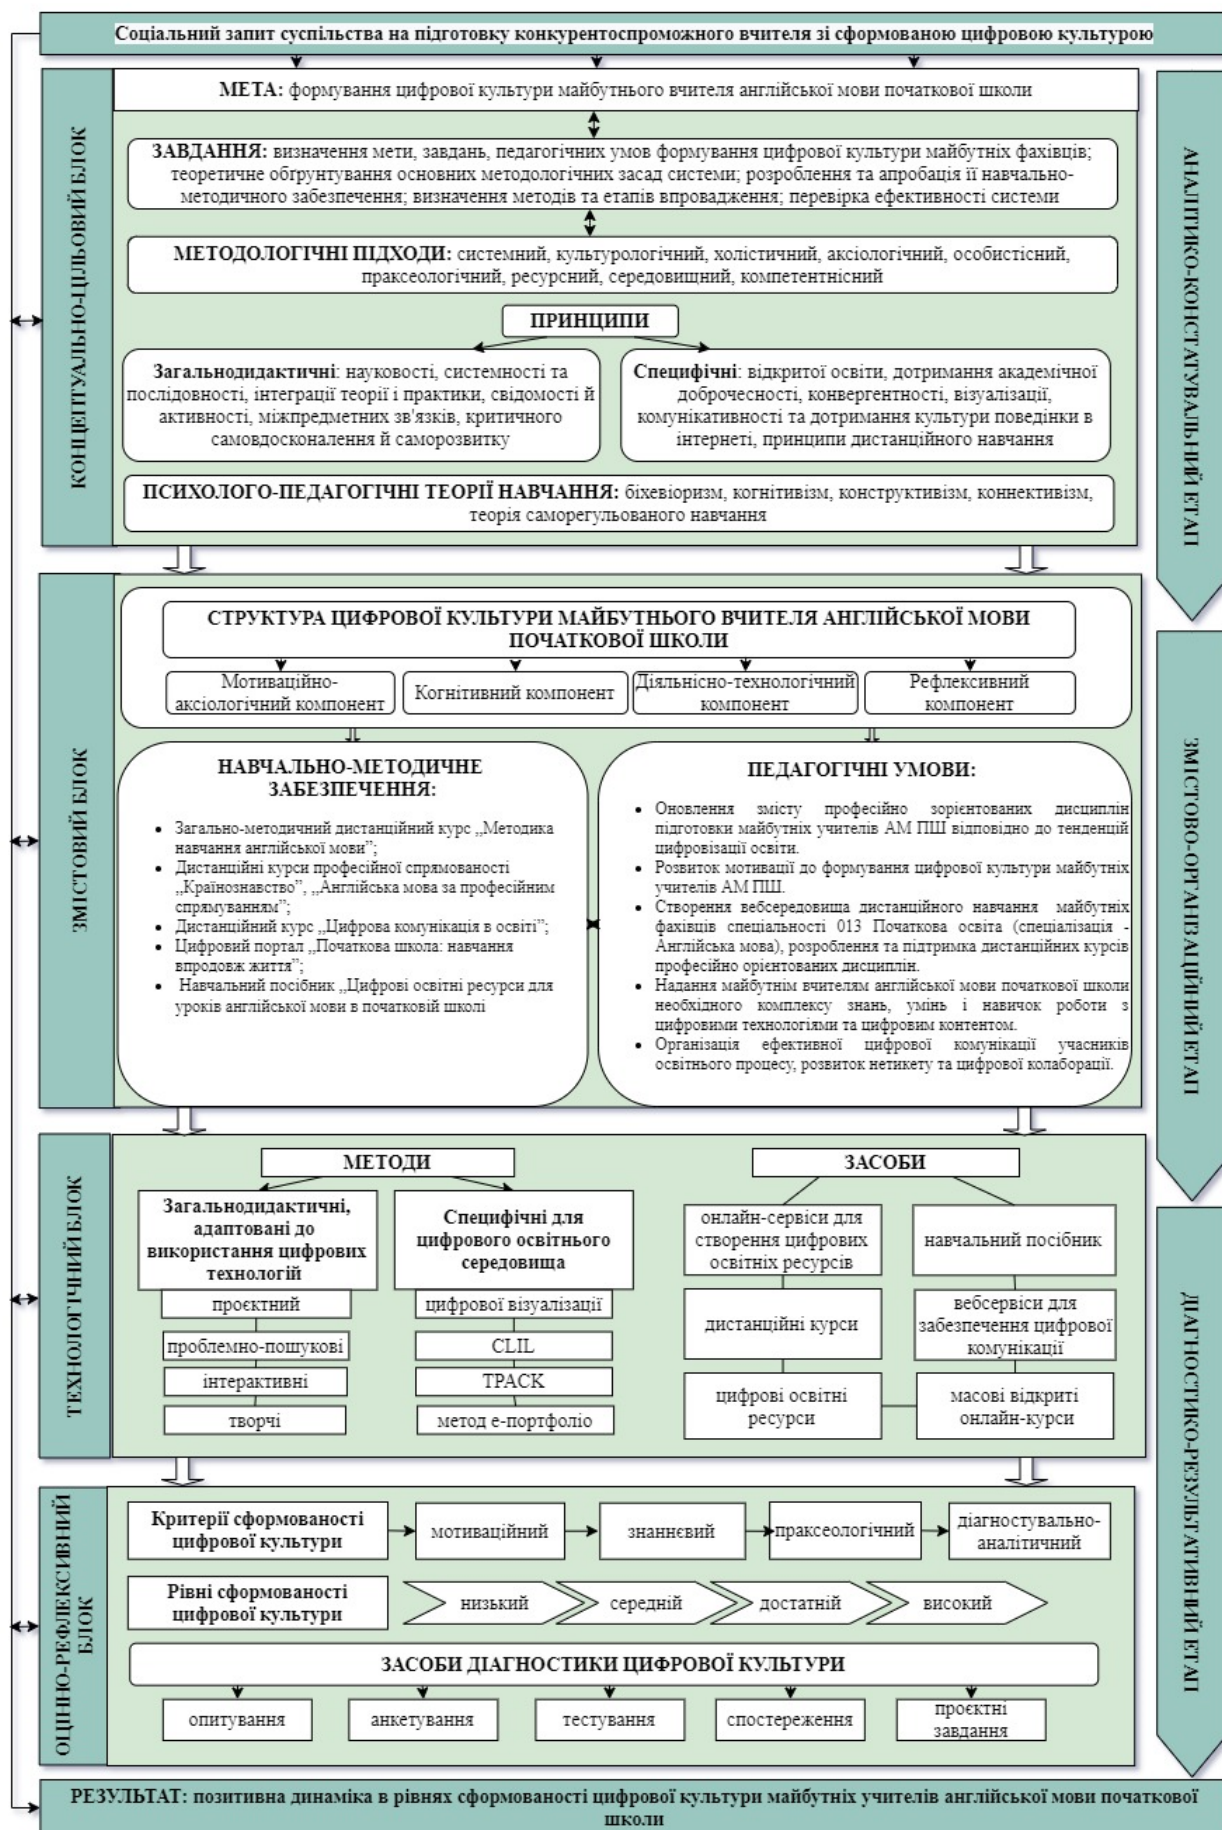 Соціальний запит суспільства на підготовку конкурентоспроможного вчителя зі сформованою цифровою культурою
КОНЦЕПТУАЛЬНО-ЦІЛЬОВИЙ БЛОК
МЕТА: формування цифрової культури майбутнього вчителя англійської мови початкової школи
ЗАВДАННЯ: визначення мети, завдань, педагогічних умов формування цифрової культури майбутніх фахівців;
теоретичне обґрунтування основних методологічних засад системи; розроблення та апробація її навчально-
методичного забезпечення; визначення методів та етапів впровадження; перевірка ефективності системи
МЕТОДОЛОГІЧНІ ПІДХОДИ: системний, культурологічний, холістичний, аксіологічний, особистісний,
праксеологічний, ресурсний, середовищний, компетентнісний
ПРИНЦИПИ
Загальнодидактичні: науковості, системності та
послідовності, інтеграції теорії і практики, свідомості й
активності, міжпредметних зв'язків, критичного
самовдосконалення й саморозвитку
Специфічні: відкритої освіти, дотримання академічної
доброчесності, конвергентності, візуалізації,
комунікативності та дотримання культури поведінки в
інтернеті, принципи дистанційного навчання
ПСИХОЛОГО-ПЕДАГОГІЧНІ ТЕОРІЇ НАВЧАННЯ: біхевіоризм, когнітивізм, конструктивізм, коннективізм,
теорія саморегульованого навчання
АНАЛІТИКО-КОНСТАТУВАЛЬНИЙ ЕТАП
ЗМІСТОВИЙ БЛОК
СТРУКТУРА ЦИФРОВОЇ КУЛЬТУРИ МАЙБУТНЬОГО ВЧИТЕЛЯ АНГЛІЙСЬКОЇ МОВИ
ПОЧАТКОВОЇ ШКОЛИ
Мотиваційно-
аксіологічний компонент
Когнітивний компонент
Діяльнісно-технологічний
компонент
Рефлексивний
компонент
НАВЧАЛЬНО-МЕТОДИЧНЕ
ЗАБЕЗПЕЧЕННЯ:
• Загально-методичний дистанційний курс „Методика
навчання англійської мови”;
• Дистанційні курси професійної спрямованості
„Країнознавство”, „Англійська мова за професійним
спрямуванням”;
• Дистанційний курс „Цифрова комунікація в освіті”;
• Цифровий портал „Початкова школа: навчання
впродовж життя”;
• Навчальний посібник „Цифрові освітні ресурси для
уроків англійської мови в початковій школі
ПЕДАГОГІЧНІ УМОВИ:
• Оновлення змісту професійно зорієнтованих дисциплін
підготовки майбутніх учителів АМ ПШ відповідно до тенденцій
цифровізації освіти.
• Розвиток мотивації до формування цифрової культури майбутніх
учителів АМ ПШ.
• Створення вебсередовища дистанційного навчання майбутніх
фахівців спеціальності 013 Початкова освіта (спеціалізація -
Англійська мова), розроблення та підтримка дистанційних курсів
професійно орієнтованих дисциплін.
• Надання майбутнім вчителям англійської мови початкової школи
необхідного комплексу знань, умінь і навичок роботи з
цифровими технологіями та цифровим контентом.
• Організація ефективної цифрової комунікації учасників
освітнього процесу, розвиток нетикету та цифрової колаборації.
ЗМІСТОВО-ОРГАНІЗАЦІЙНИЙ ЕТАП
ТЕХНОЛОГІЧНИЙ БЛОК
МЕТОДИ
Загальнодидактичні,
адаптовані до
використання цифрових
технологій
проєктний
проблемно-пошукові
інтерактивні
творчі
Специфічні для
цифрового освітнього
середовища
цифрової візуалізації
CLIL
TPACK
метод е-портфоліо
ЗАСОБИ
онлайн-сервіси для
створення цифрових
освітніх ресурсів
навчальний посібник
дистанційні курси
вебсервіси для
забезпечення цифрової
комунікації
цифрові освітні
ресурси
масові відкриті
онлайн-курси
ДІАГНОСТИКО-РЕЗУЛЬТАТИВНИЙ ЕТАП
ОЦІННО-РЕФЛЕКСИВНИЙ
БЛОК
Критерії сформованості
цифрової культури
мотиваційний
знаннєвий
праксеологічний
діагностувально-
аналітичний
Рівні сформованості
цифрової культури
низький
середній
достатній
високий
ЗАСОБИ ДІАГНОСТИКИ ЦИФРОВОЇ КУЛЬТУРИ
опитування
анкетування
тестування
спостереження
проєктні
завдання
РЕЗУЛЬТАТ: позитивна динаміка в рівнях сформованості цифрової культури майбутніх учителів англійської мови початкової
школи